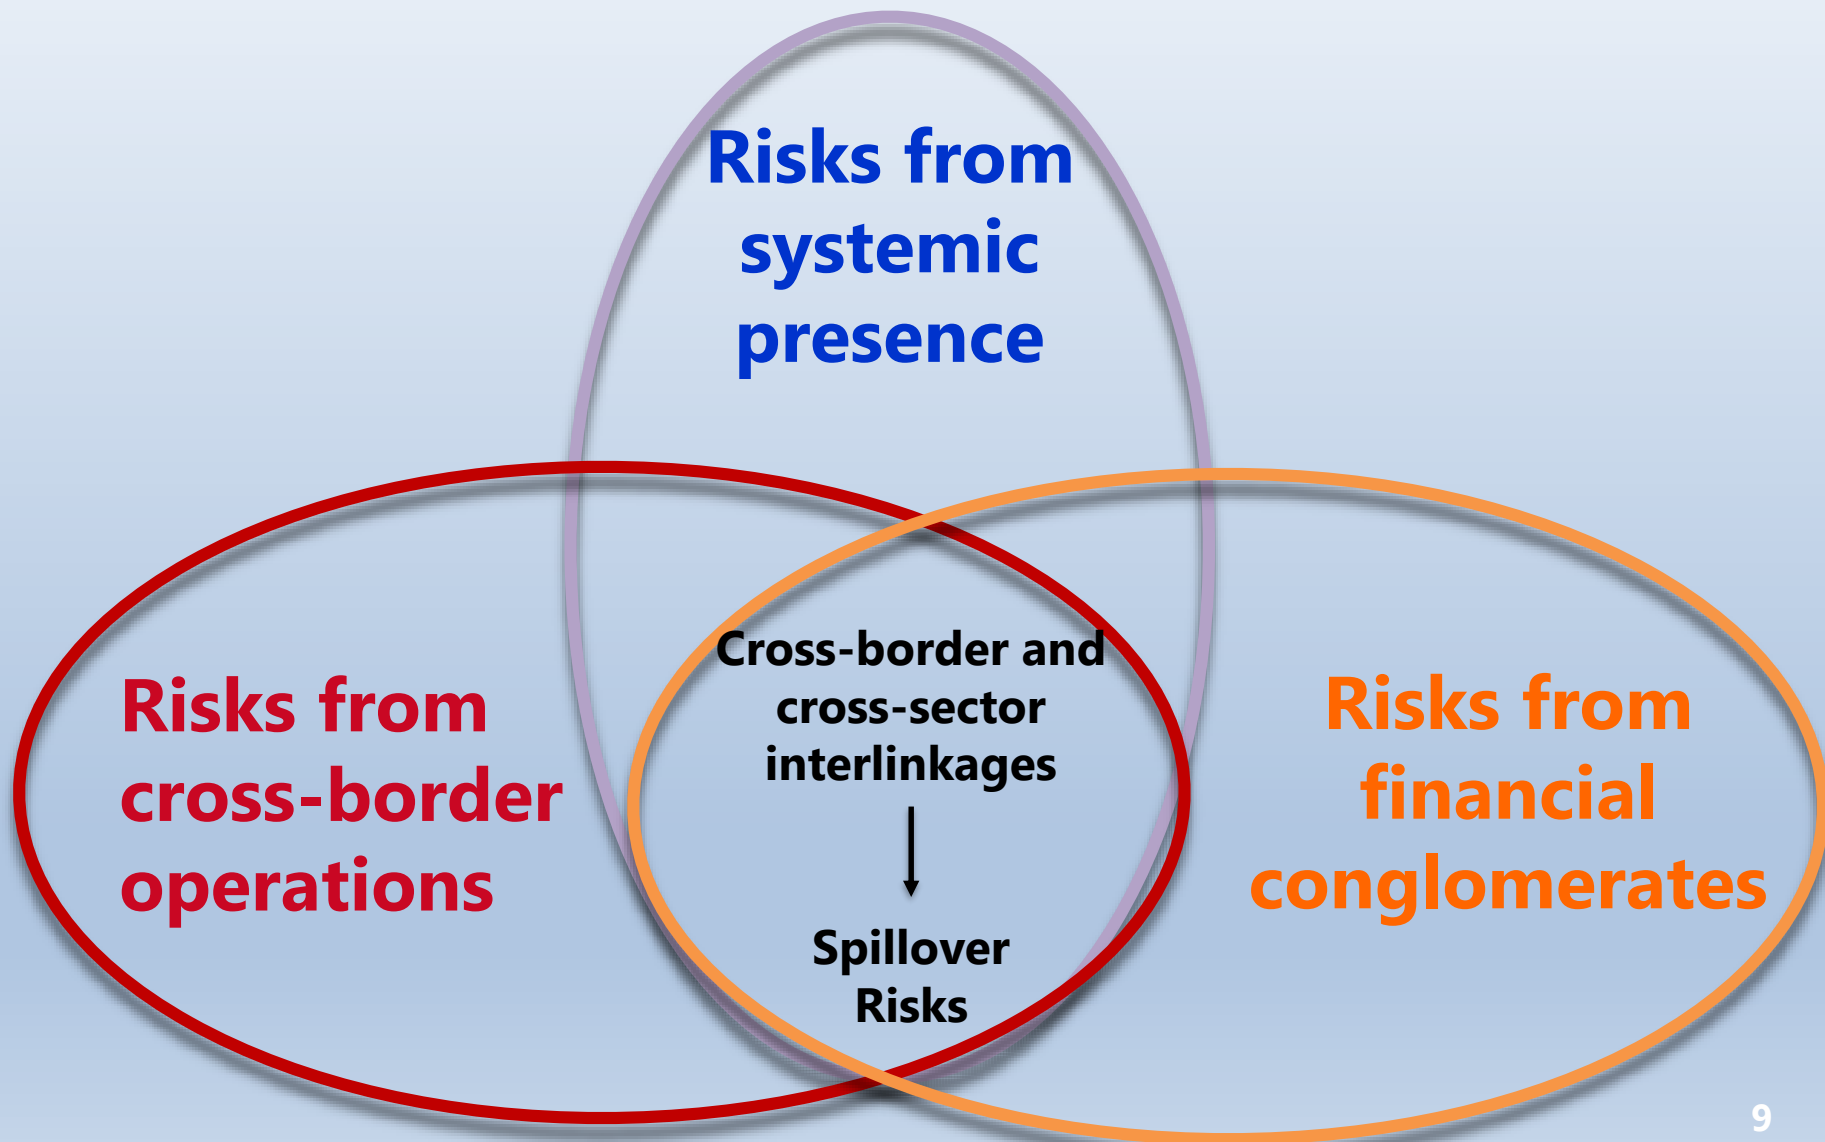 Risks from
systemic
presence
Risks from
cross-border
operations
Cross-border and
cross-sector
interlinkages
Spillover
Risks
Risks from
financial
conglomerates
9